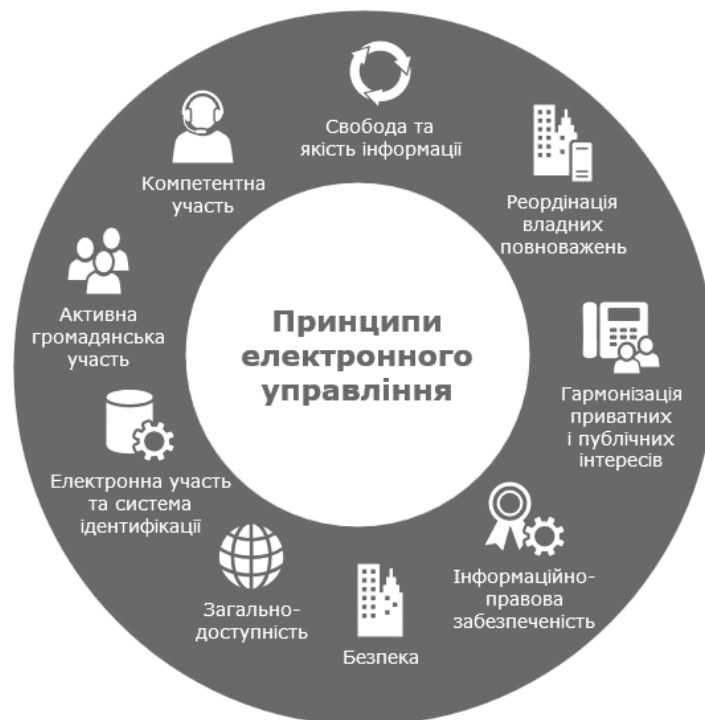 Свобода та
якість інформації
Реордінація
владних
повноважень
Гармонізація
приватних
і публічних
інтересів
Інформаційно-
правова
забезпеченість
Безпека
Загально-
доступність
Електронна участь
та система
ідентифікації
Активна
громадянська
участь
Компетентна
участь
Принципи
електронного
управління